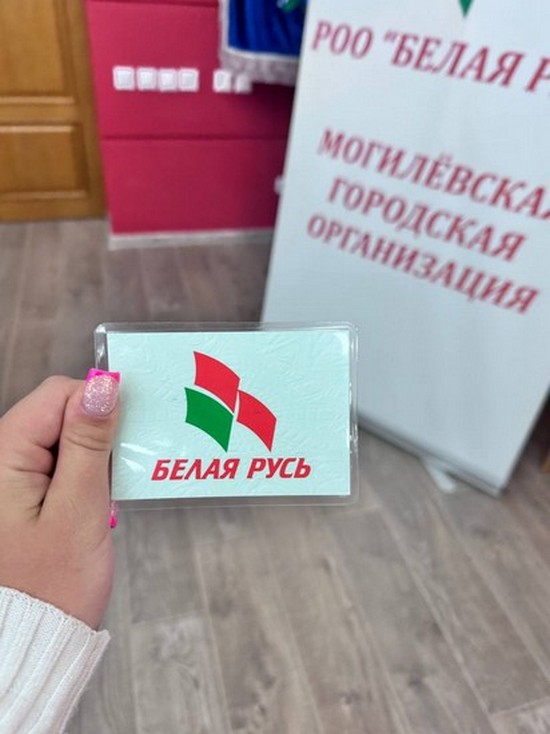 РОО "БЕЛАЯ
МОГИЛЁВСКАЯ
ГОРОДСКАЯ
ОРГАНИЗАЦИЯ
БЕЛАЯ РУСЬ